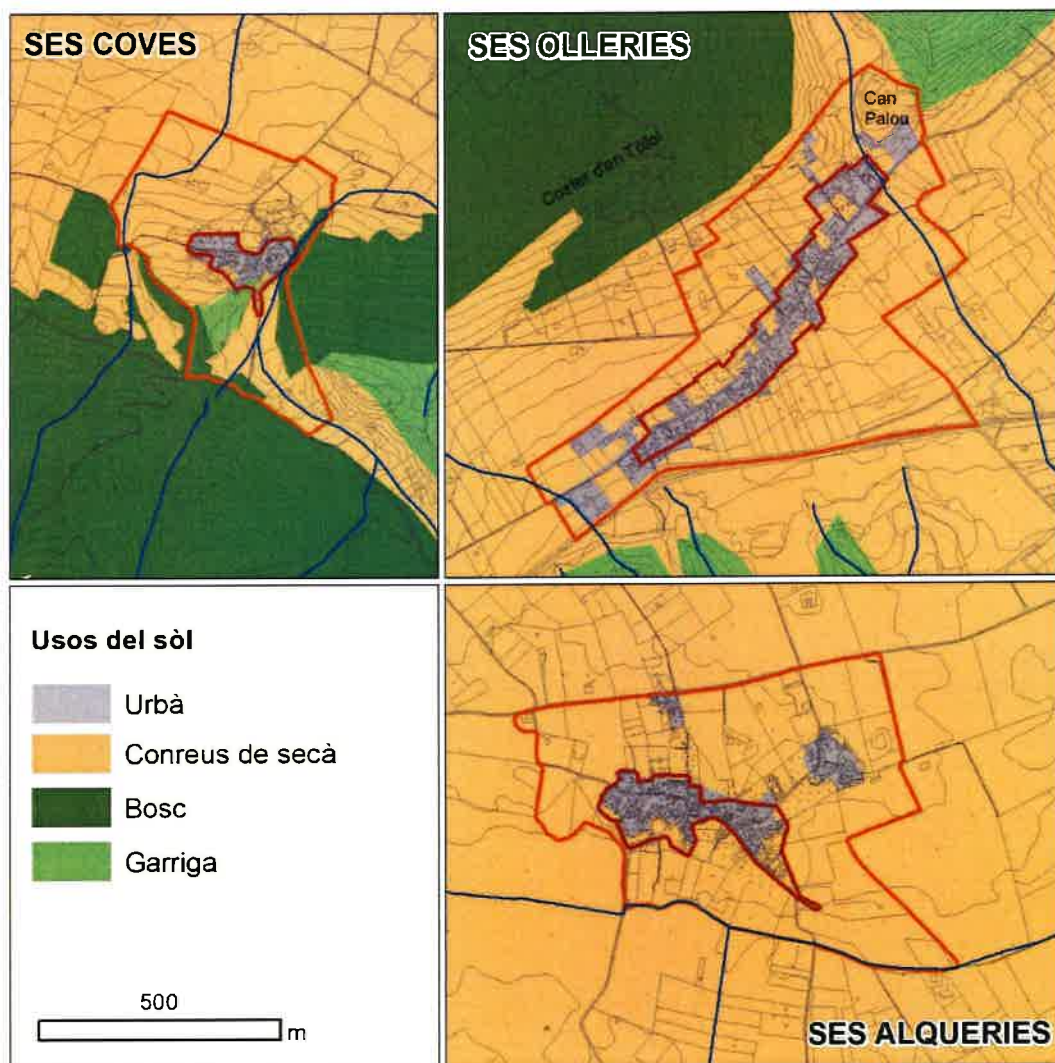 SES COVES
SES OLLERIES
Can
Palou
Usos del sòl
Urbà
Conreus de secà
Bosc
Garriga
500
m
SES ALQUERIES